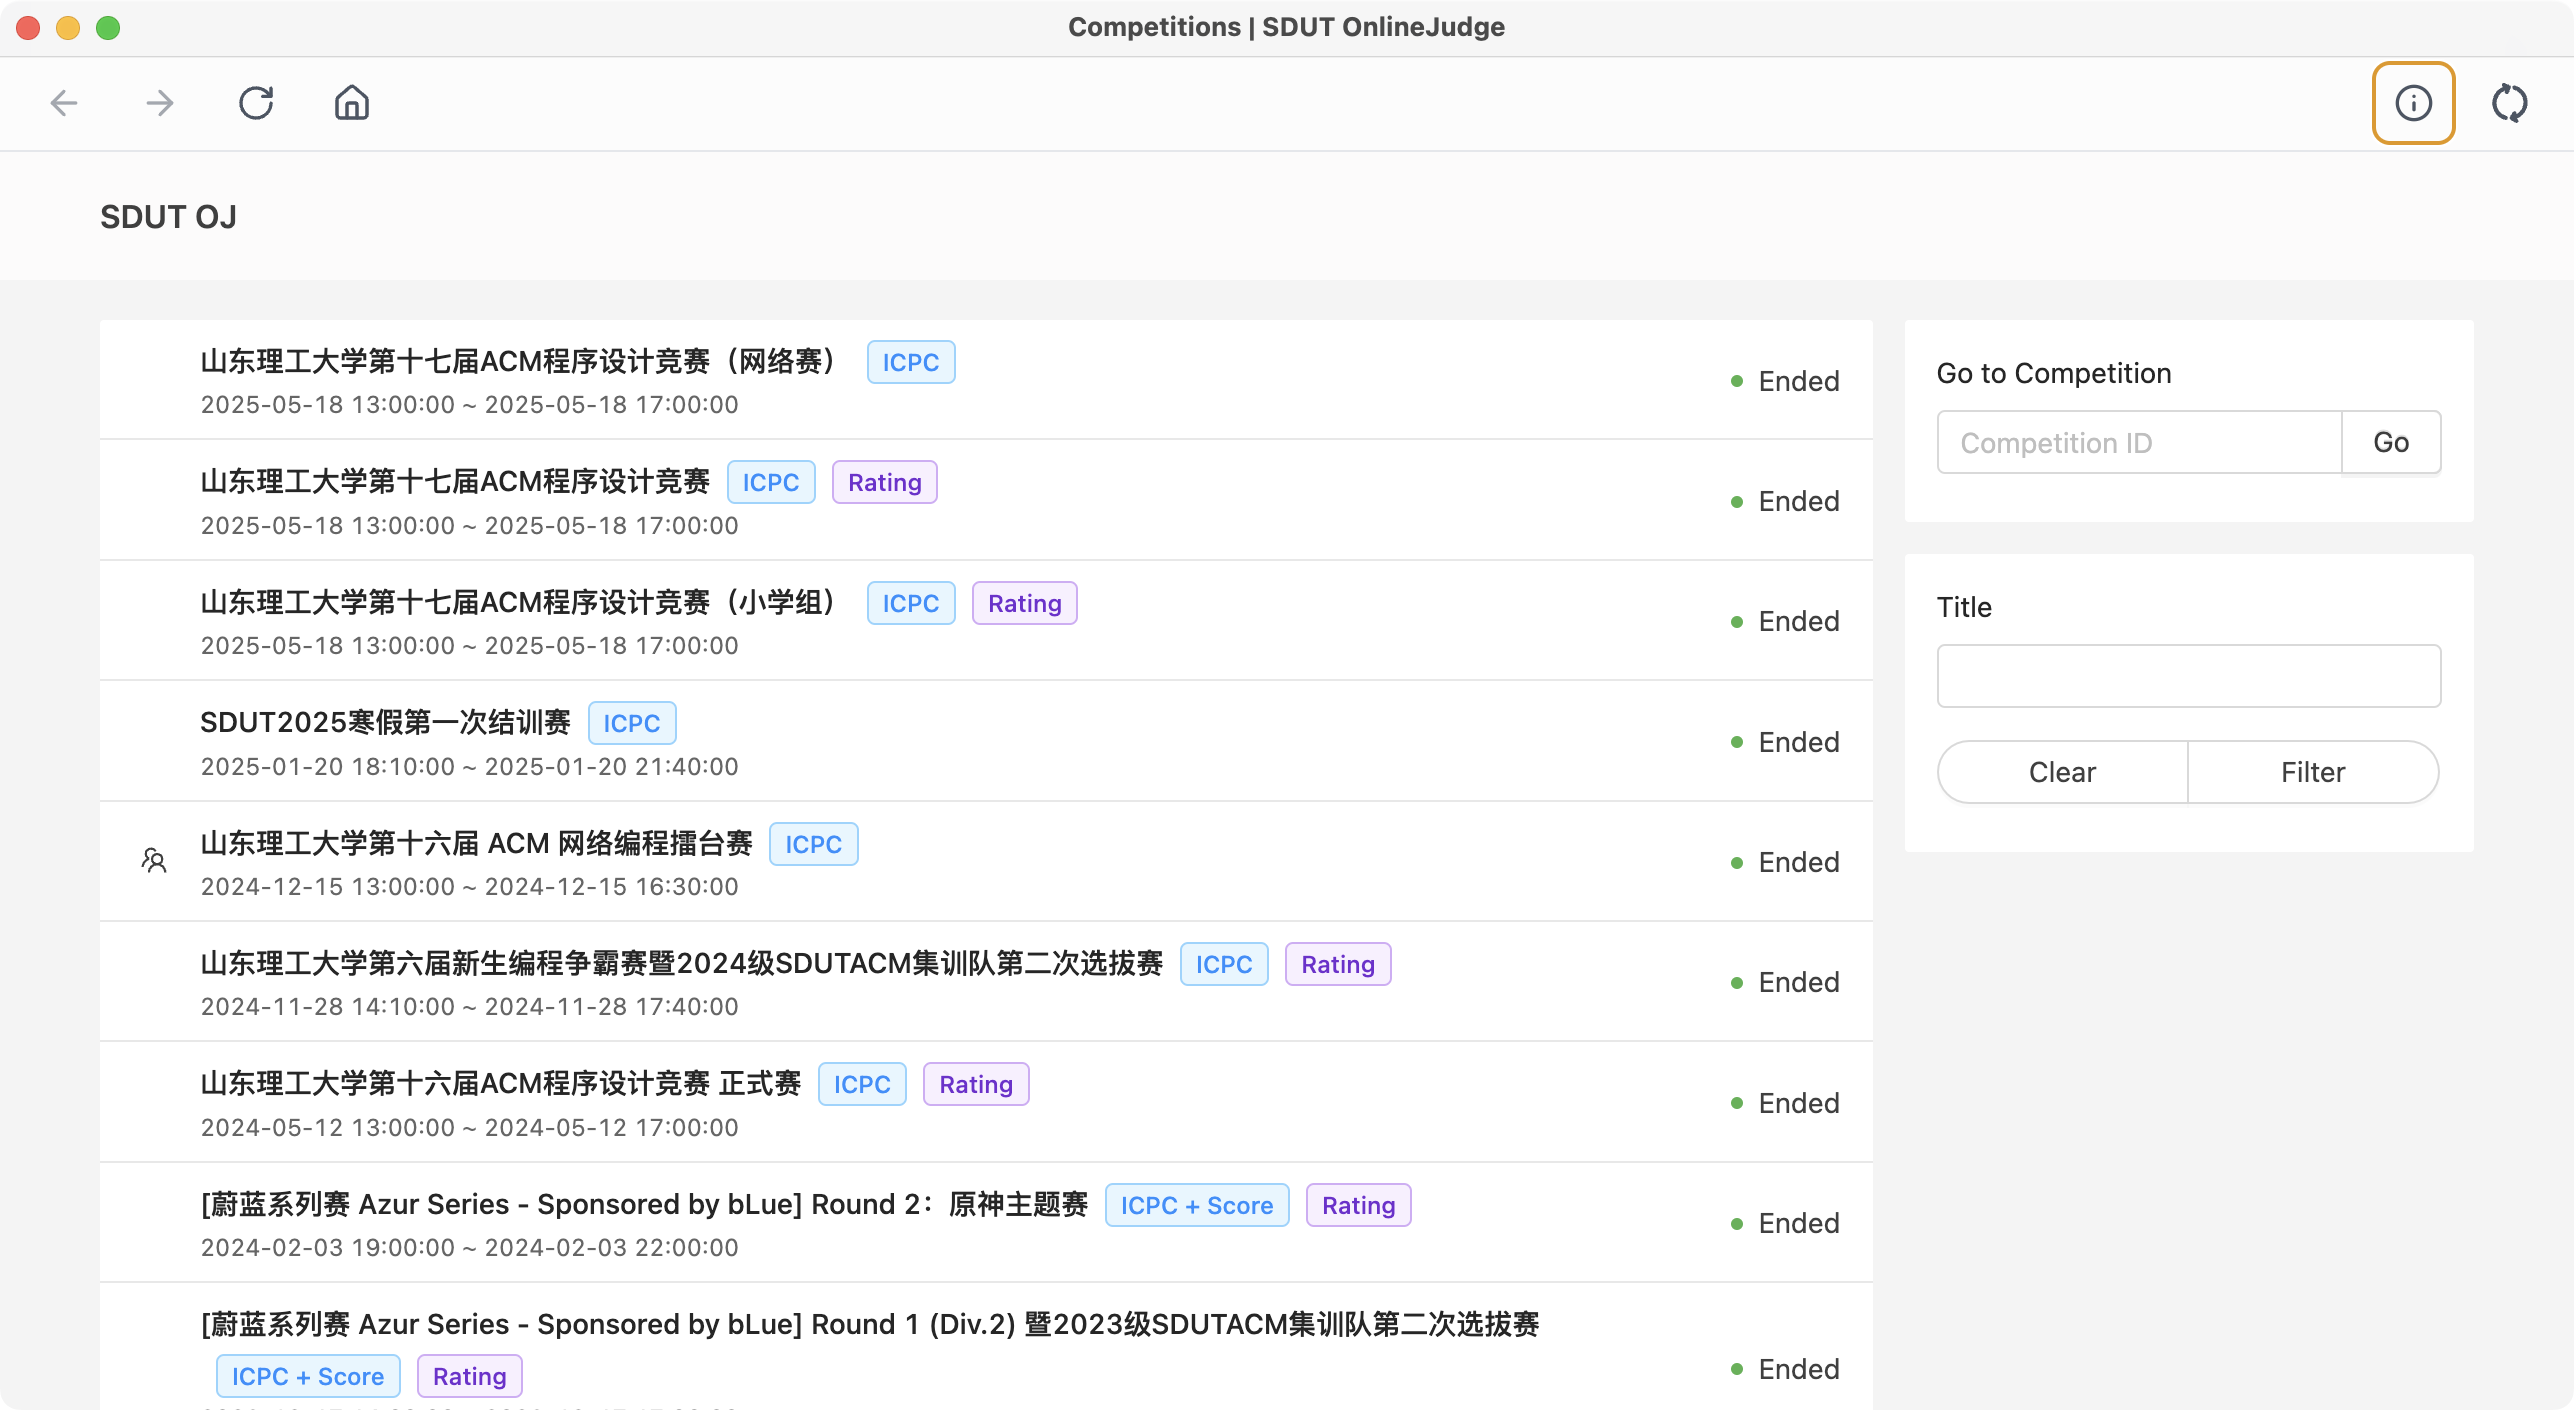 Competitions | SDUT OnlineJudge
SDUT OJ
山东理工大学第十七届ACM程序设计竞赛（网络赛） ICPC
2025-05-18 13:00:00 ~ 2025-05-18 17:00:00
Ended
山东理工大学第十七届ACM程序设计竞赛 ICPC Rating
2025-05-18 13:00:00 ~ 2025-05-18 17:00:00
Ended
山东理工大学第十七届ACM程序设计竞赛（小学组） ICPC Rating
2025-05-18 13:00:00 ~ 2025-05-18 17:00:00
Ended
SDUT2025寒假第一次结训赛 ICPC
2025-01-20 18:10:00 ~ 2025-01-20 21:40:00
Ended
山东理工大学第十六届 ACM 网络编程擂台赛 ICPC
2024-12-15 13:00:00 ~ 2024-12-15 16:30:00
Ended
山东理工大学第六届新生编程争霸赛暨2024级SDUTACM集训队第二次选拔赛 ICPC Rating
2024-11-28 14:10:00 ~ 2024-11-28 17:40:00
Ended
山东理工大学第十六届ACM程序设计竞赛 正式赛 ICPC Rating
2024-05-12 13:00:00 ~ 2024-05-12 17:00:00
Ended
[蔚蓝系列赛 Azur Series - Sponsored by bLue] Round 2：原神主题赛 ICPC + Score Rating
2024-02-03 19:00:00 ~ 2024-02-03 22:00:00
Ended
[蔚蓝系列赛 Azur Series - Sponsored by bLue] Round 1 (Div.2) 暨2023级SDUTACM集训队第二次选拔赛
ICPC + Score Rating
Ended
Go to Competition
Competition ID Go
Title
Clear Filter